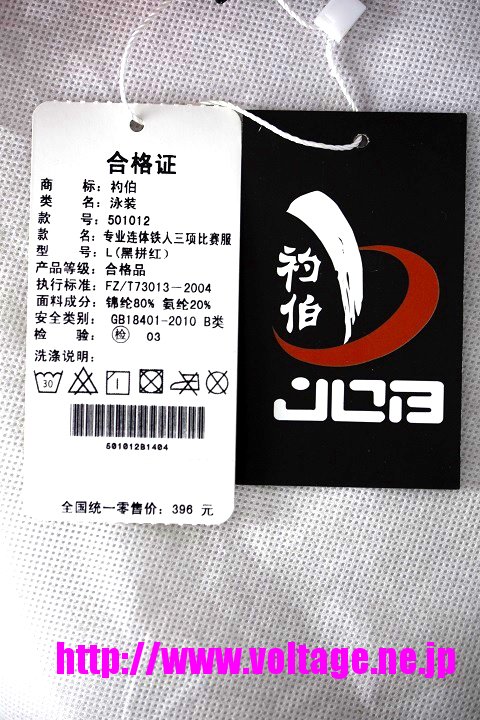 合格证
商 标：礿伯
类 名：泳装
款 号：501012
款 名：专业连体铁人三项比赛服
型 号：L(黑拼红)
产品等级：合格品
执行标准：FZ/T73013－2004
面料成分：锦纶80% 氨纶20%
安全类别：GB18401-2010 B类
检 验：检 03
洗涤说明：
30
501012B1404
全国统一零售价：396 元
礿伯
JLB
http://www.voltage.ne.jp